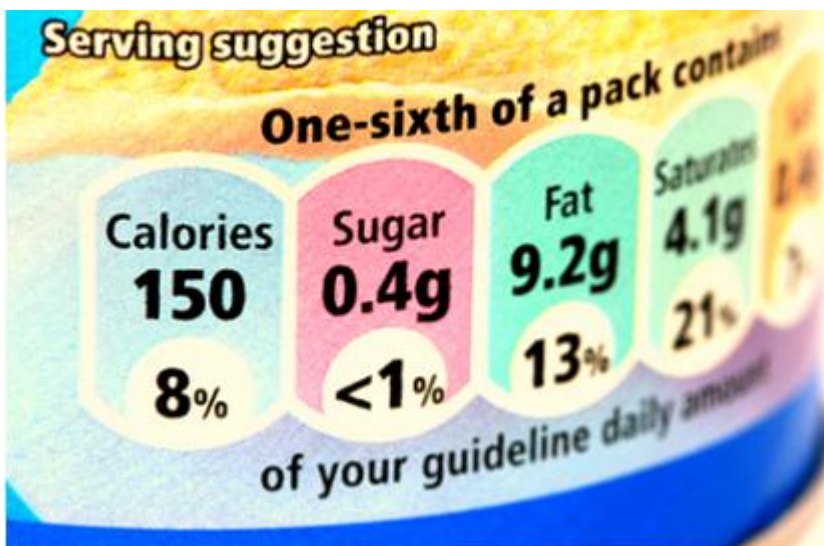 Serving suggestion
One-sixth of a pack contains
Calories
150
8%
Sugar
0.4g
<1%
Fat
9.2g
13%
Saturates
4.1g
21%
of your guideline daily amount